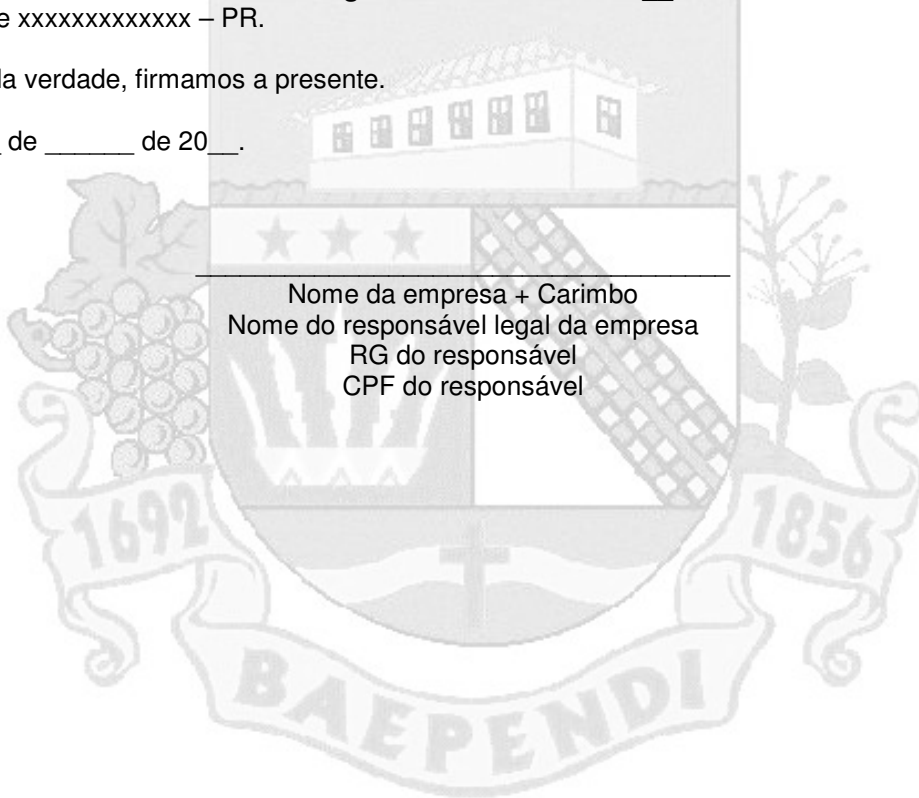 e xxxxxxxxxxxxx – PR.
la verdade, firmamos a presente.
_ de ______ de 20__.
Nome da empresa + Carimbo
Nome do responsável legal da empresa
RG do responsável
CPF do responsável
1692
1856
BAEPENDI